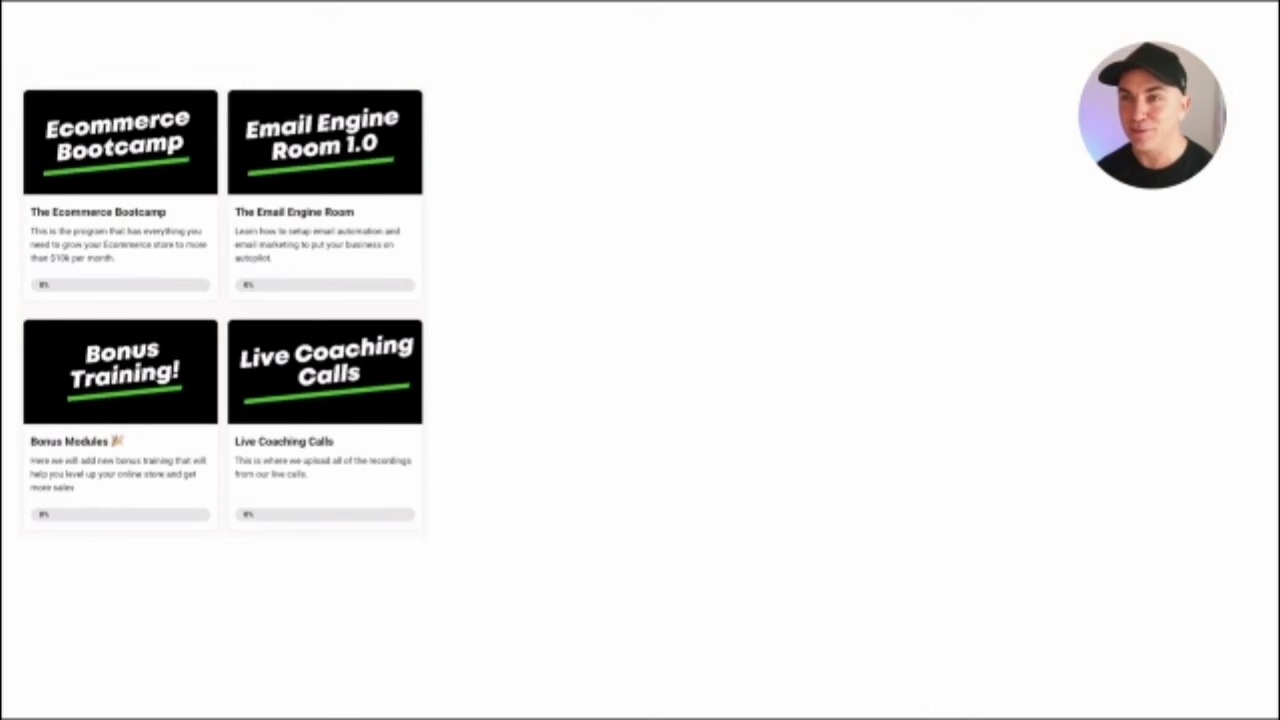 Ecommerce
Bootcamp
The Ecommerce Bootcamp
This is the program that has everything you
need to grow your Ecommerce store to more
than $10k per month.
0%
Email Engine
Room 1.0
The Email Engine Room
Learn how to setup email automation and
email marketing to put your business on
autopilot
0%
Bonus
Training!
Bonus Modules 🎉
Here we will add new bonus training that will
help you level up your online store and get
more sales
0%
Live Coaching
Calls
Live Coaching Calls
This is where we upload all of the recordings
from our live calls.
0%